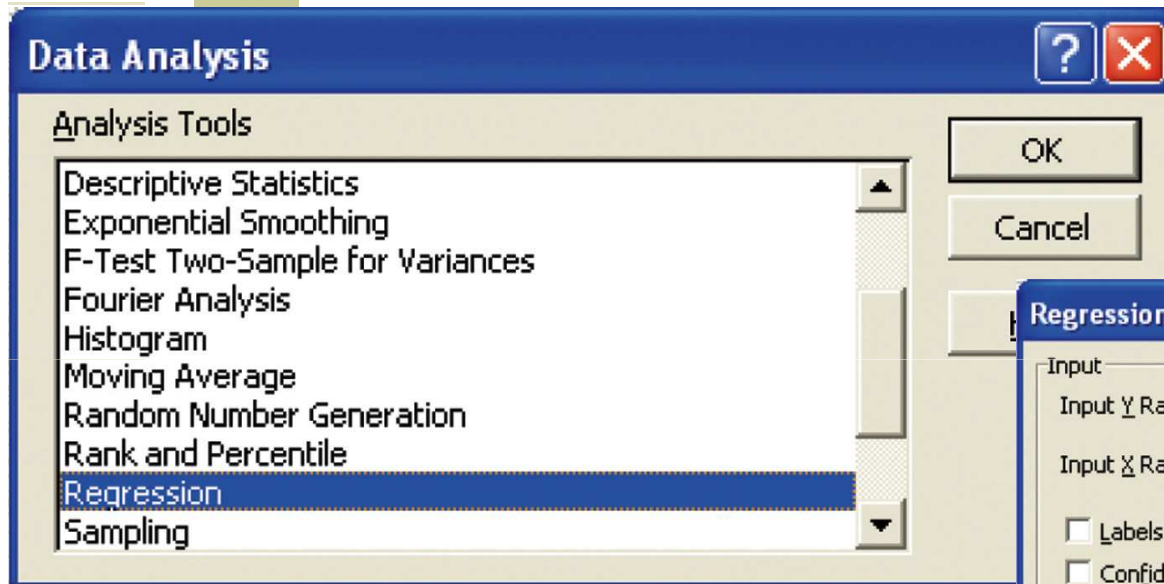 Data Analysis
?
Analysis Tools
OK
Cancel
Descriptive Statistics
Exponential Smoothing
F-Test Two-Sample for Variances
Fourier Analysis
Histogram
Moving Average
Random Number Generation
Rank and Percentile
Regression
Sampling
Regression
Input
Input Y Ra
Input X Ra
Labels
Confid